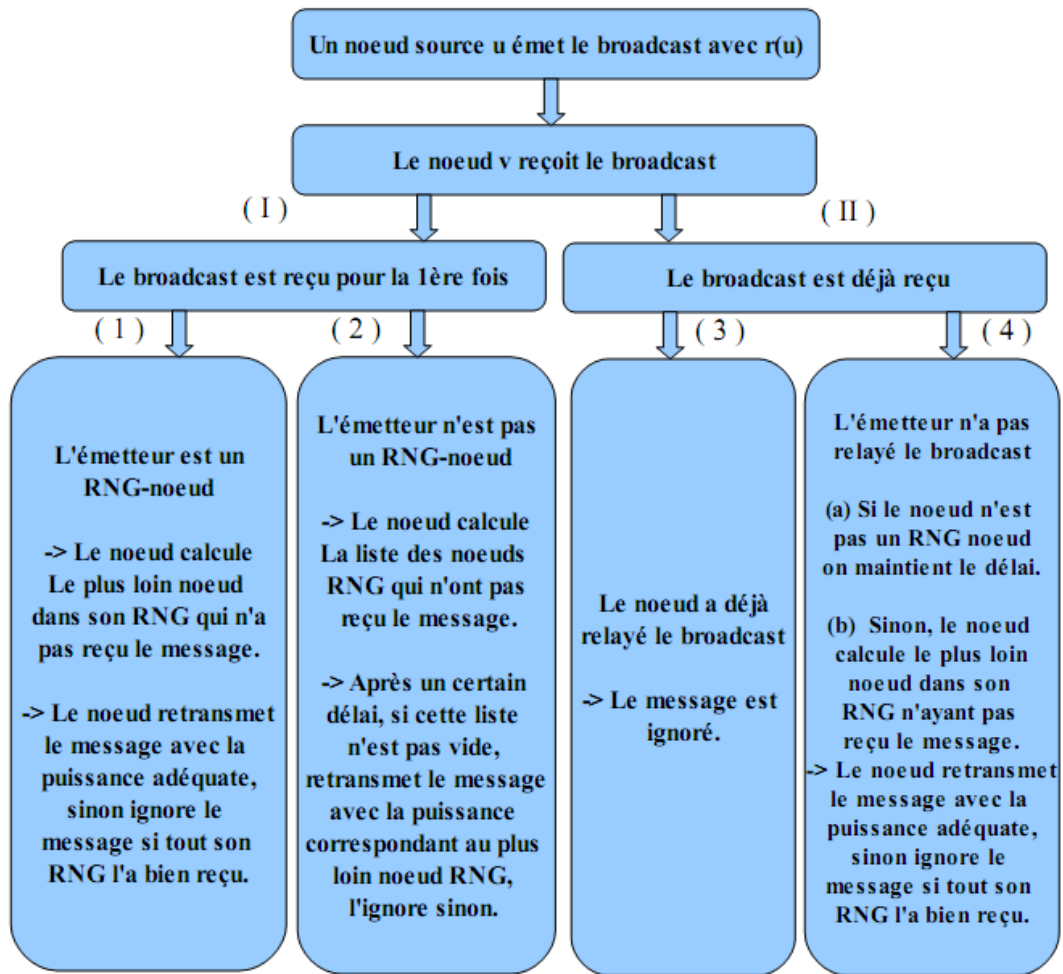 Un noeud source u émet le broadcast avec r(u)
Le noeud v reçoit le broadcast
( I )
( II )
Le broadcast est reçu pour la 1ère fois
Le broadcast est déjà reçu
( 1 )
( 2 )
( 3 )
( 4 )
L'émetteur est un
RNG-noeud
-> Le noeud calcule
Le plus loin noeud
dans son RNG qui n'a
pas reçu le message.
-> Le noeud retransmet
le message avec la
puissance adéquate,
sinon ignore le
message si tout son
RNG l'a bien reçu.
L'émetteur n'est pas
un RNG-noeud
-> Le noeud calcule
La liste des noeuds
RNG qui n'ont pas
reçu le message.
-> Après un certain
délai, si cette liste
n'est pas vide,
retransmet le message
avec la puissance
correspondant au plus
loin noeud RNG,
l'ignore sinon.
Le noeud a déjà
relayé le broadcast
-> Le message est
ignoré.
L'émetteur n'a pas
relayé le broadcast
(a) Si le noeud n'est
pas un RNG noeud
on maintient le délai.
(b) Sinon, le noeud
calcule le plus loin
noeud dans son
RNG n'ayant pas
reçu le message.
-> Le noeud retransmet
le message avec la
puissance adéquate,
sinon ignore le
message si tout son
RNG l'a bien reçu.